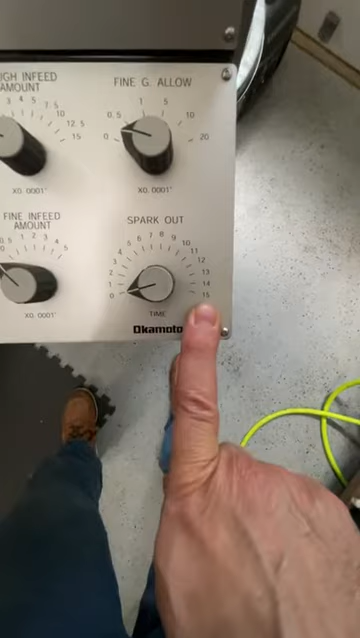 IGH INFEED
AMOUNT
3 4 5 7.5 10 12.5 15
X0. 0001"
FINE G. ALLOW
0 0.5 1 5 10 20
X0. 0001"
FINE INFEED
AMOUNT
0.5 1 2 3 4 5
X0. 0001"
SPARK OUT
0 1 2 3 4 5 6 7 8 9 10 11 12 13 14 15
TIME
Okamoto